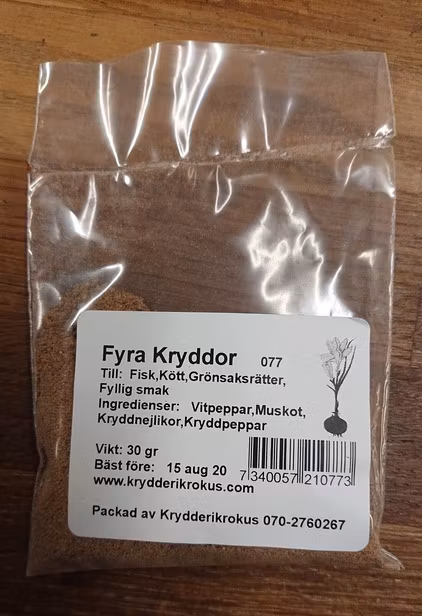 Fyra Kryddor 077
Till: Fisk,Kött,Grönsaksrätter,
Fyllig smak
Ingredienser: Vitpeppar,Muskot,
Kryddnejlikor,Kryddpeppar
Vikt: 30 gr
Bäst före: 15 aug 20
www.krydderikrokus.com
7 340057 210773
Packad av Krydderikrokus 070-2760267